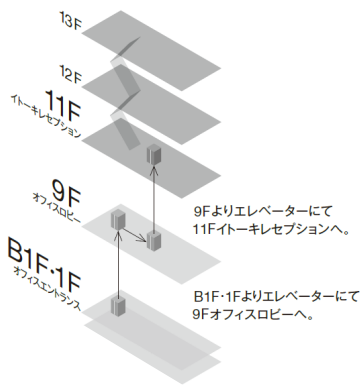 13F
12F
11F
イトーキレセプション
9F
オフィスロビー
9Fよりエレベーターにて
11Fイトーキレセプションへ。
B1F・1F
オフィスエントランス
B1F・1Fよりエレベーターにて
9Fオフィスロビーへ。